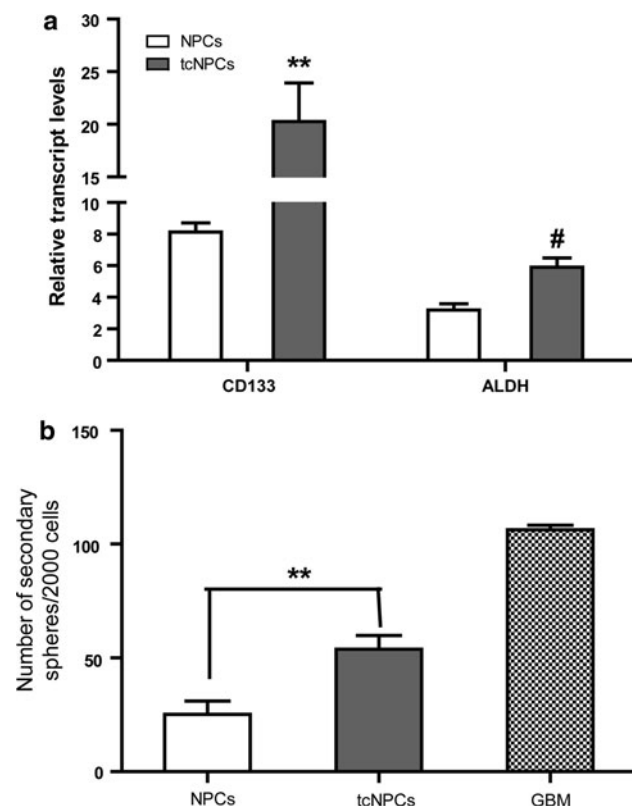 a
Relative transcript levels
30
25
20
15
10
8
6
4
2
0
NPCs
tcNPCs
**
#
CD133
ALDH
b
Number of secondary
spheres/2000 cells
150
100
50
0
**
NPCs
tcNPCs
GBM